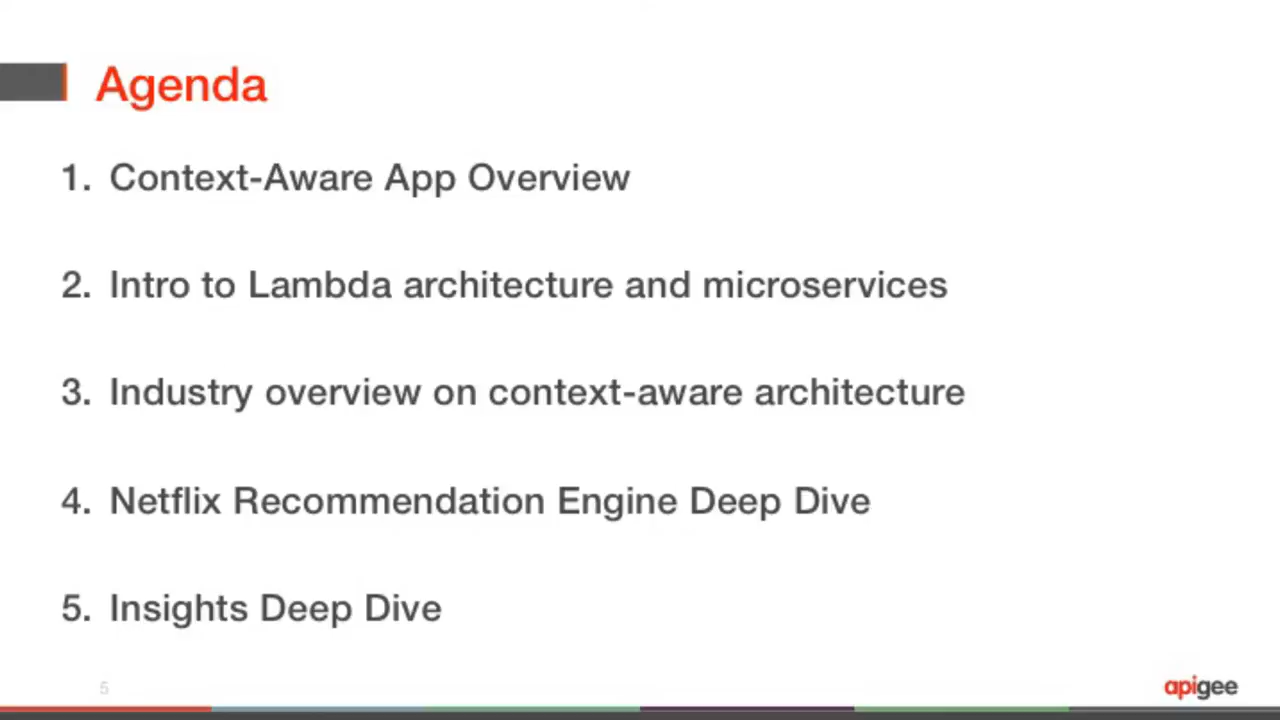 Agenda
1. Context-Aware App Overview
2. Intro to Lambda architecture and microservices
3. Industry overview on context-aware architecture
4. Netflix Recommendation Engine Deep Dive
5. Insights Deep Dive
5
apigee